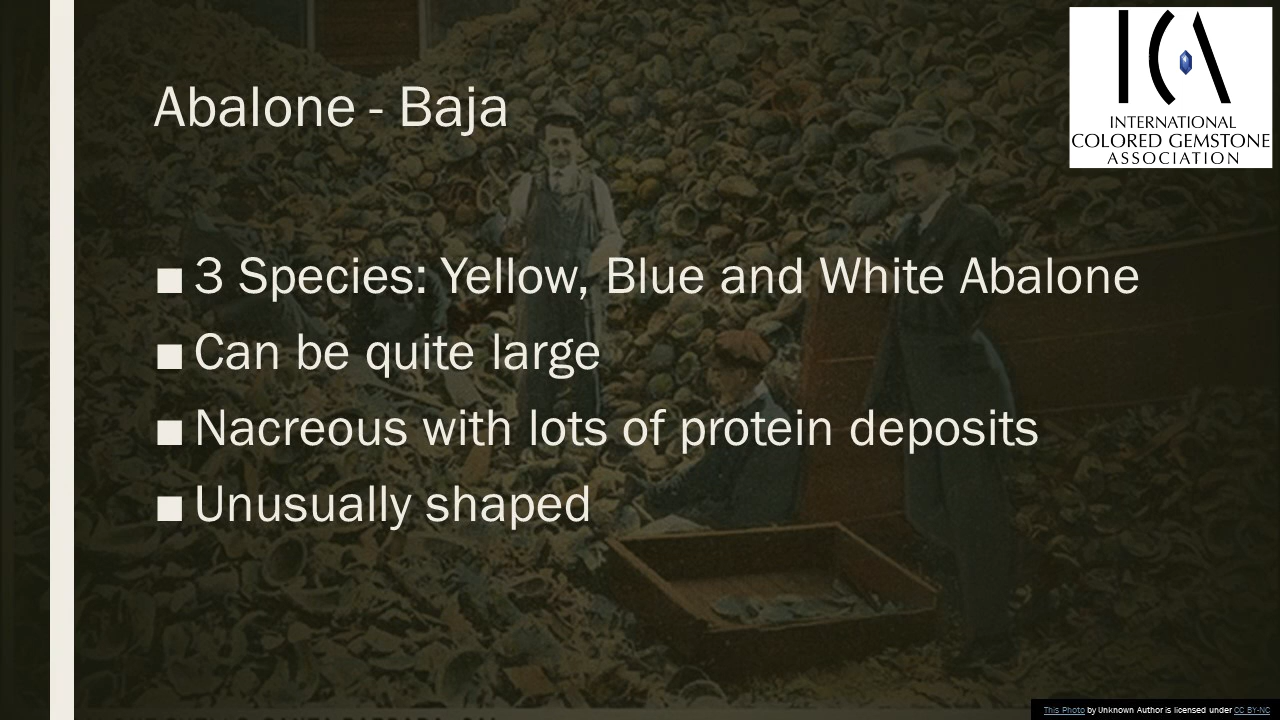 Abalone - Baja
ICA
INTERNATIONAL
COLORED GEMSTONE
ASSOCIATION
■ 3 Species: Yellow, Blue and White Abalone
■ Can be quite large
■ Nacreous with lots of protein deposits
■ Unusually shaped
This Photo by Unknown Author is licensed under CC BY-NC